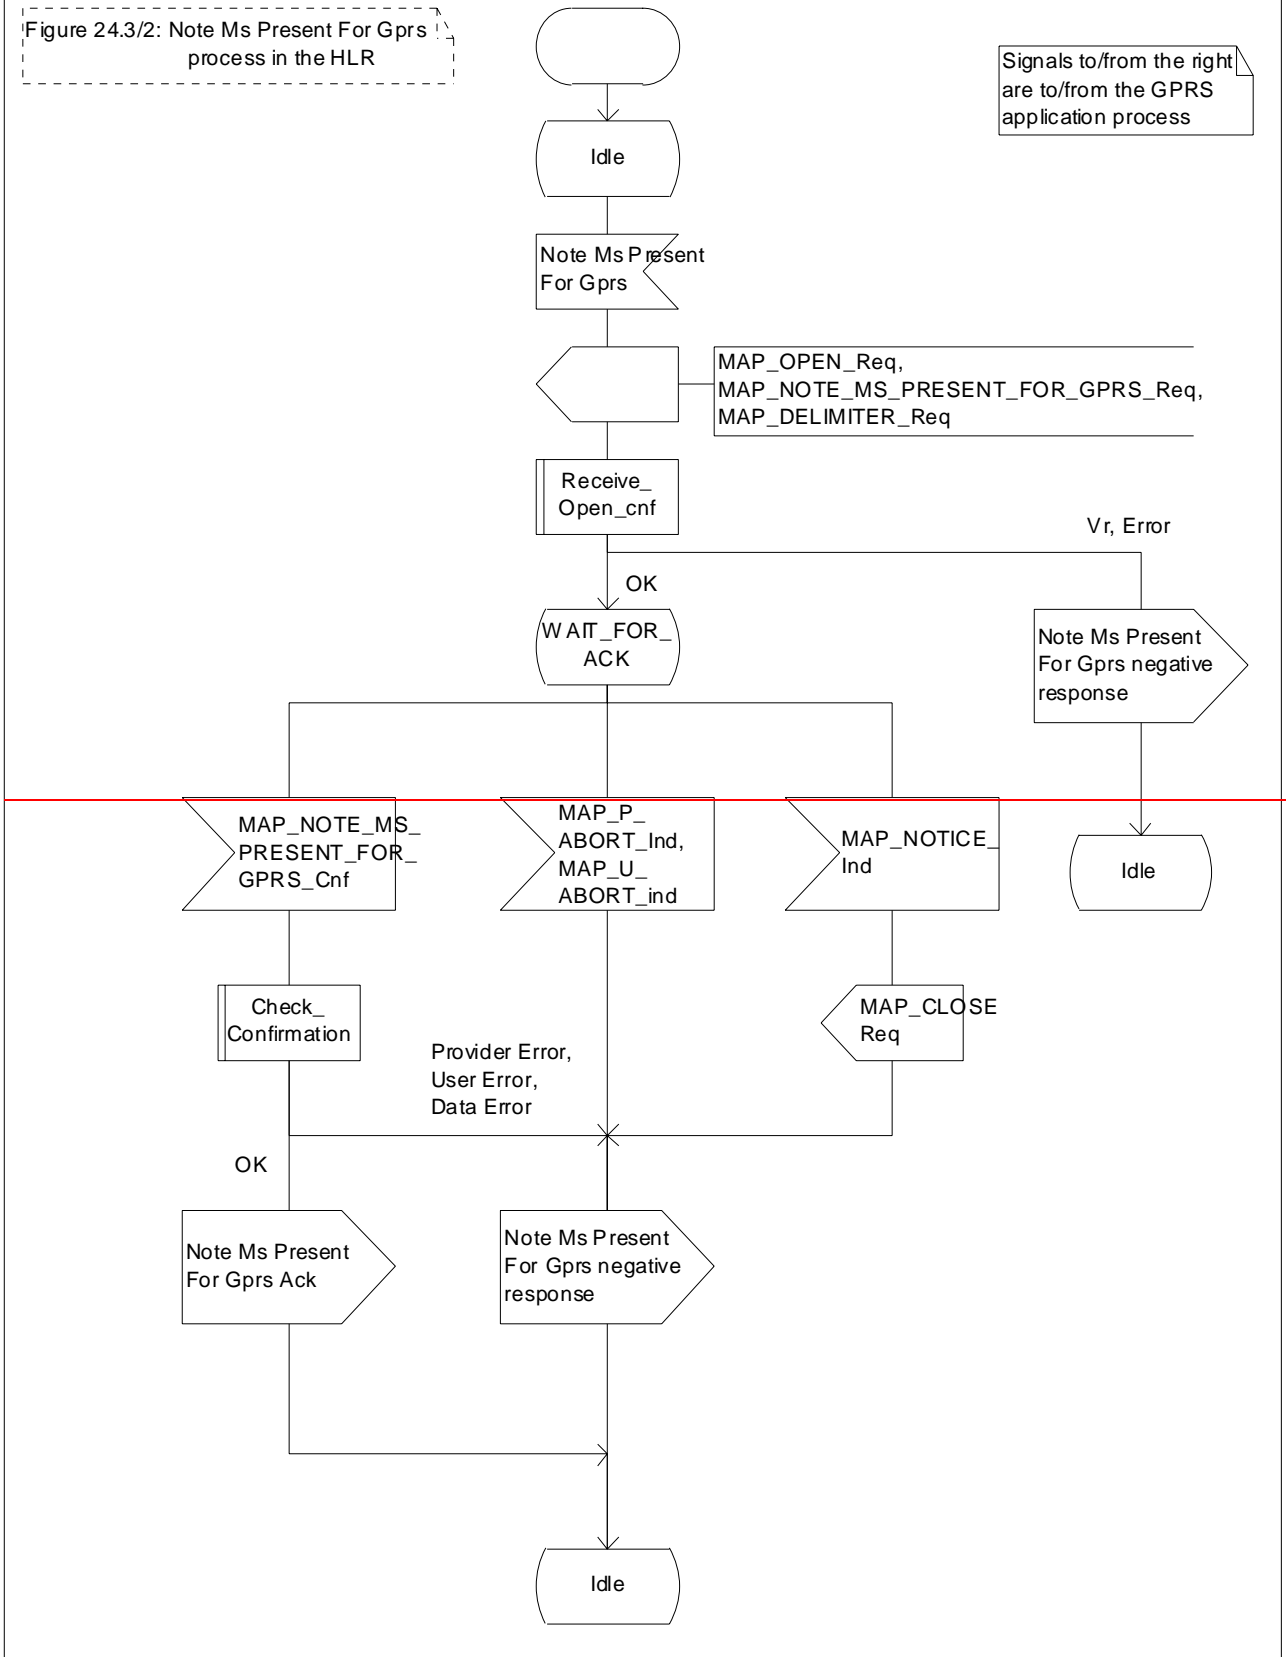 Figure 24.3/2: Note Ms Present For Gprs
process in the HLR
Signals to/from the right
are to/from the GPRS
application process
Idle
Note Ms Present
For Gprs
MAP_OPEN_Req,
MAP_NOTE_MS_PRESENT_FOR_GPRS_Req,
MAP_DELIMITER_Req
Receive_
Open_cnf
Vr, Error
OK
WAIT_FOR_
ACK
Note Ms Present
For Gprs negative
response
MAP_NOTE_MS_
PRESENT_FOR_
GPRS_Cnf
MAP_P_
ABORT_Ind,
MAP_U_
ABORT_ind
MAP_NOTICE_
Ind
Idle
Check_
Confirmation
MAP_CLOSE
Req
Provider Error,
User Error,
Data Error
OK
Note Ms Present
For Gprs Ack
Note Ms Present
For Gprs negative
response
Idle